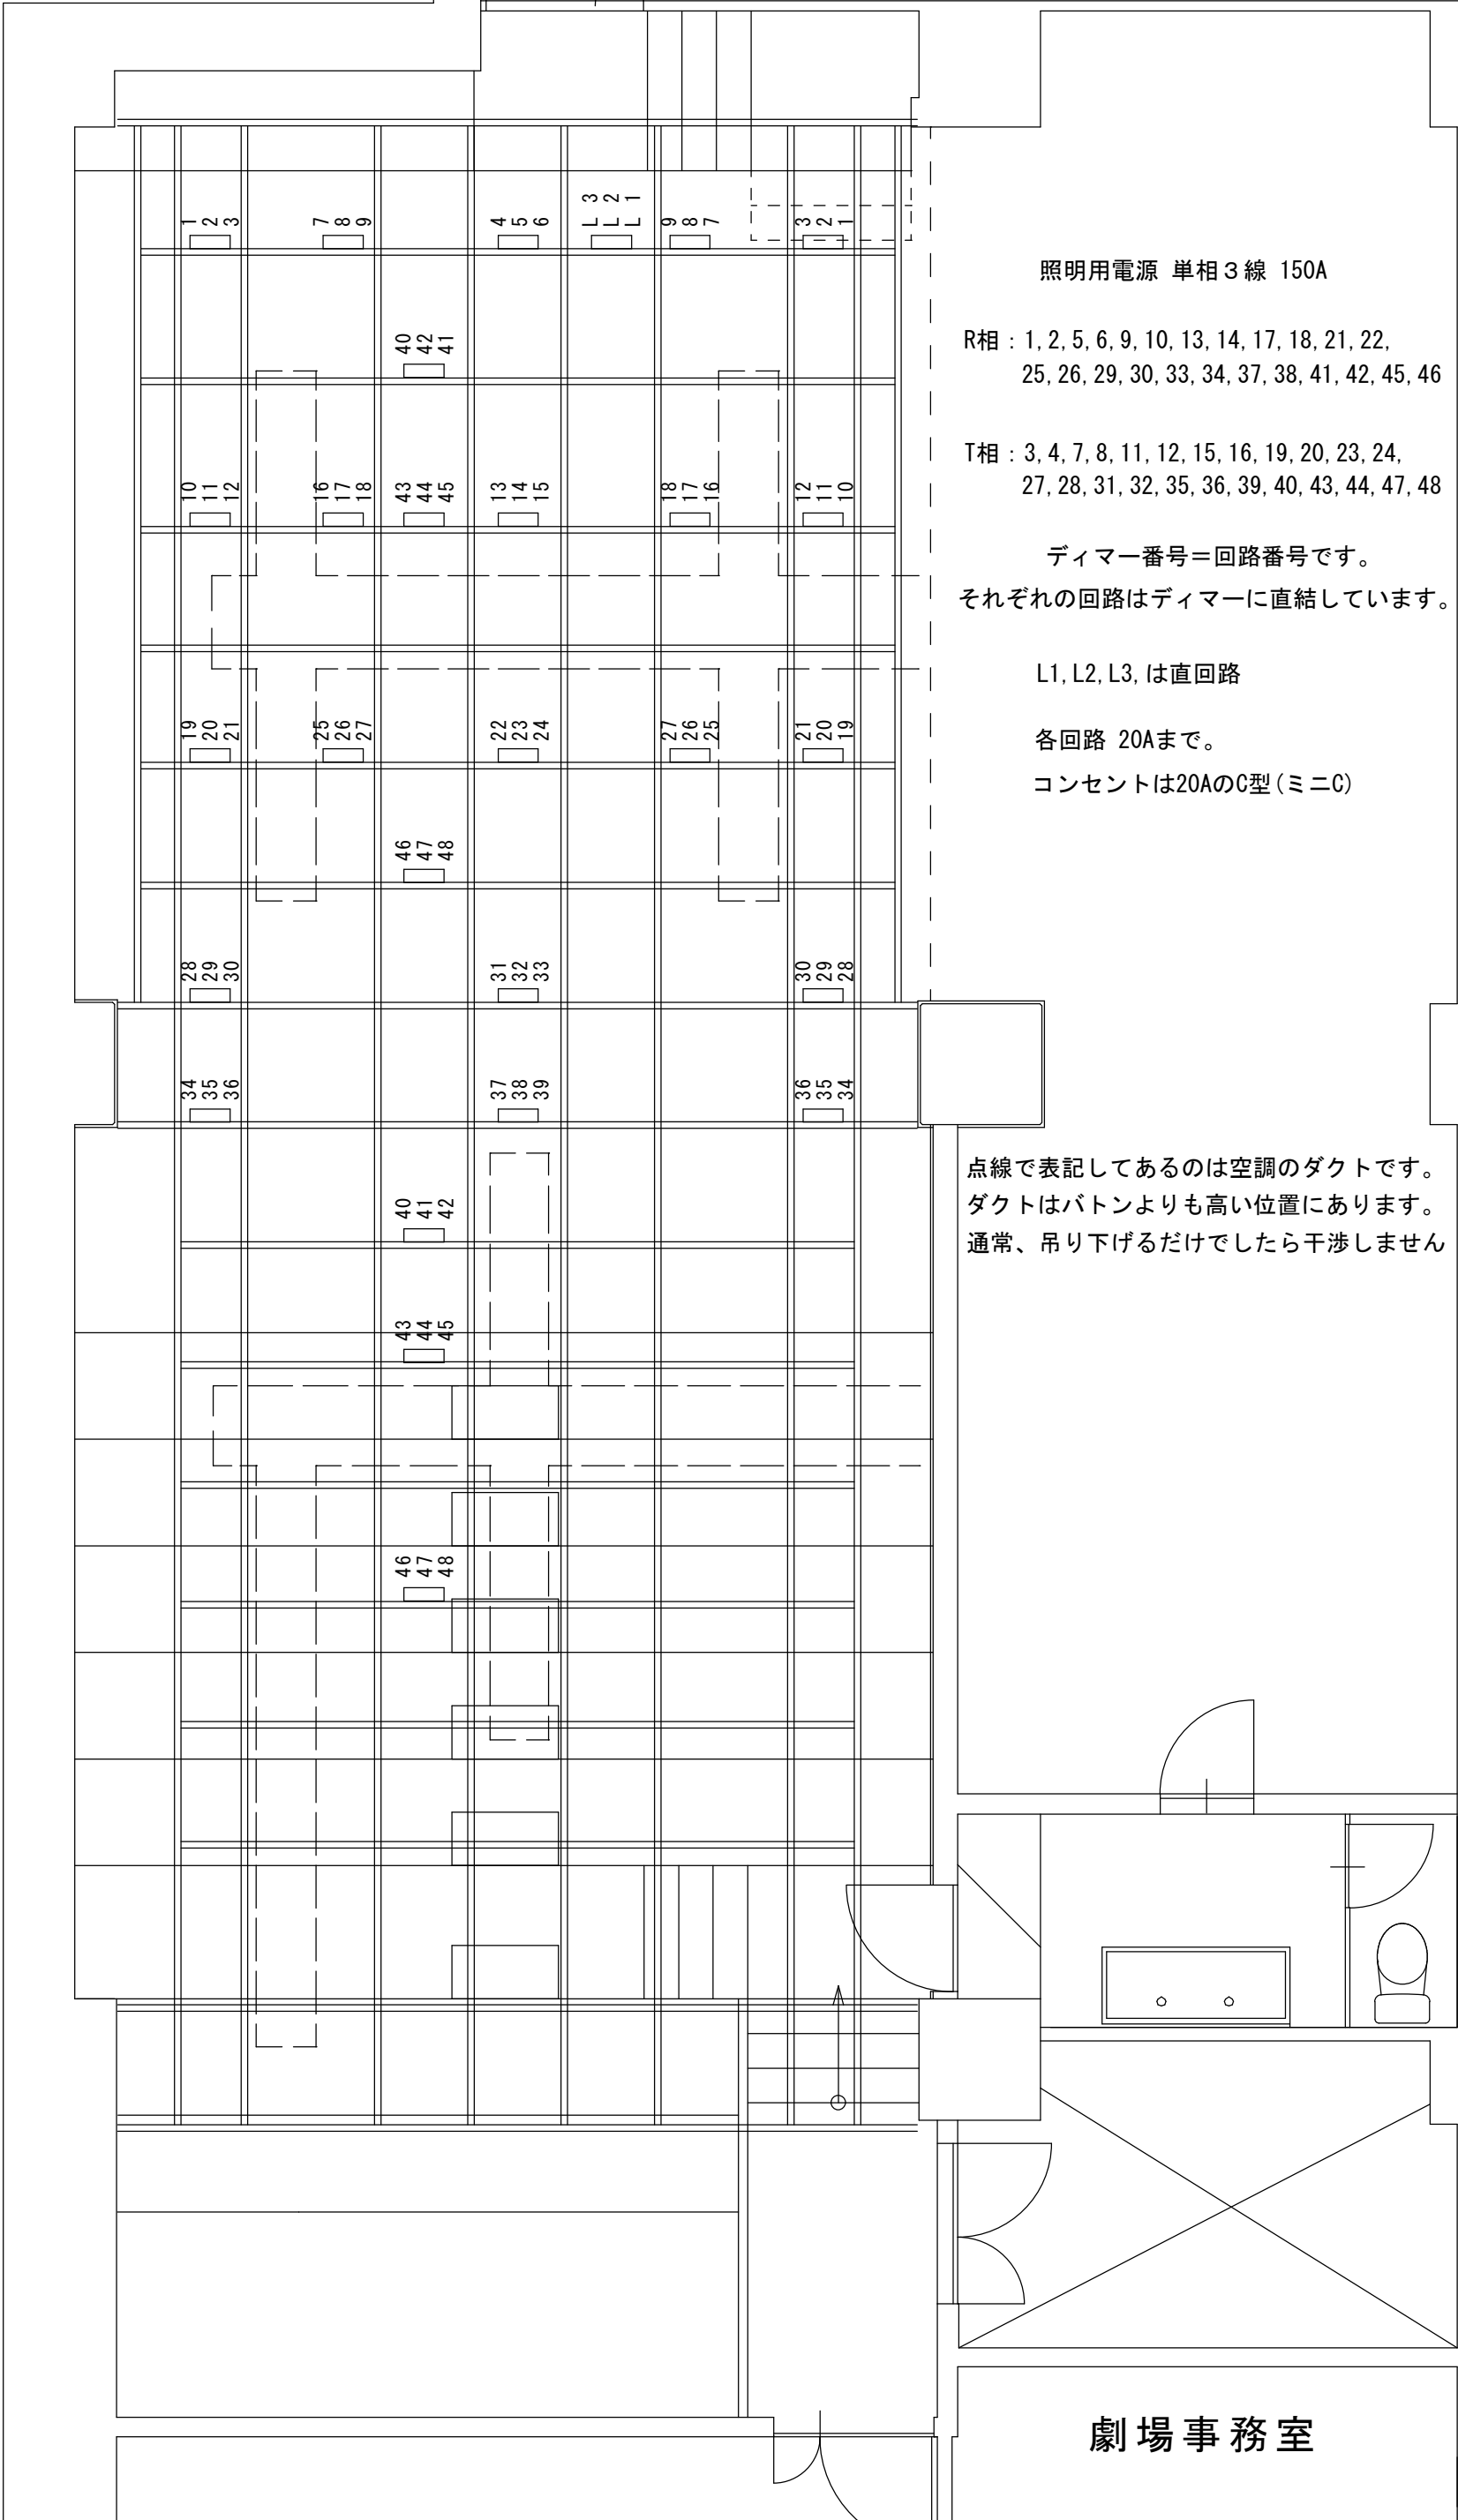 1 2 3
7 8 9
4 5 6
L 3 L 2 L 1
9 8 7
3 2 1
照明用電源 単相３線 150A
40 42 41
R相：1, 2, 5, 6, 9, 10, 13, 14, 17, 18, 21, 22,
25, 26, 29, 30, 33, 34, 37, 38, 41, 42, 45, 46
T相：3, 4, 7, 8, 11, 12, 15, 16, 19, 20, 23, 24,
27, 28, 31, 32, 35, 36, 39, 40, 43, 44, 47, 48
10 11 12
16 17 18
43 44 45
13 14 15
18 17 16
12 11 10
ディマー番号＝回路番号です。
それぞれの回路はディマーに直結しています。
L1, L2, L3, は直回路
19 20 21
25 26 27
22 23 24
27 26 25
21 20 19
各回路 20Aまで。
コンセントは20AのC型(ミニC)
46 47 48
28 29 30
31 32 33
30 29 28
34 35 36
37 38 39
36 35 34
点線で表記してあるのは空調のダクトです。
ダクトはバトンよりも高い位置にあります。
通常、吊り下げるだけでしたら干渉しません
40 41 42
43 44 45
46 47 48
劇場事務室